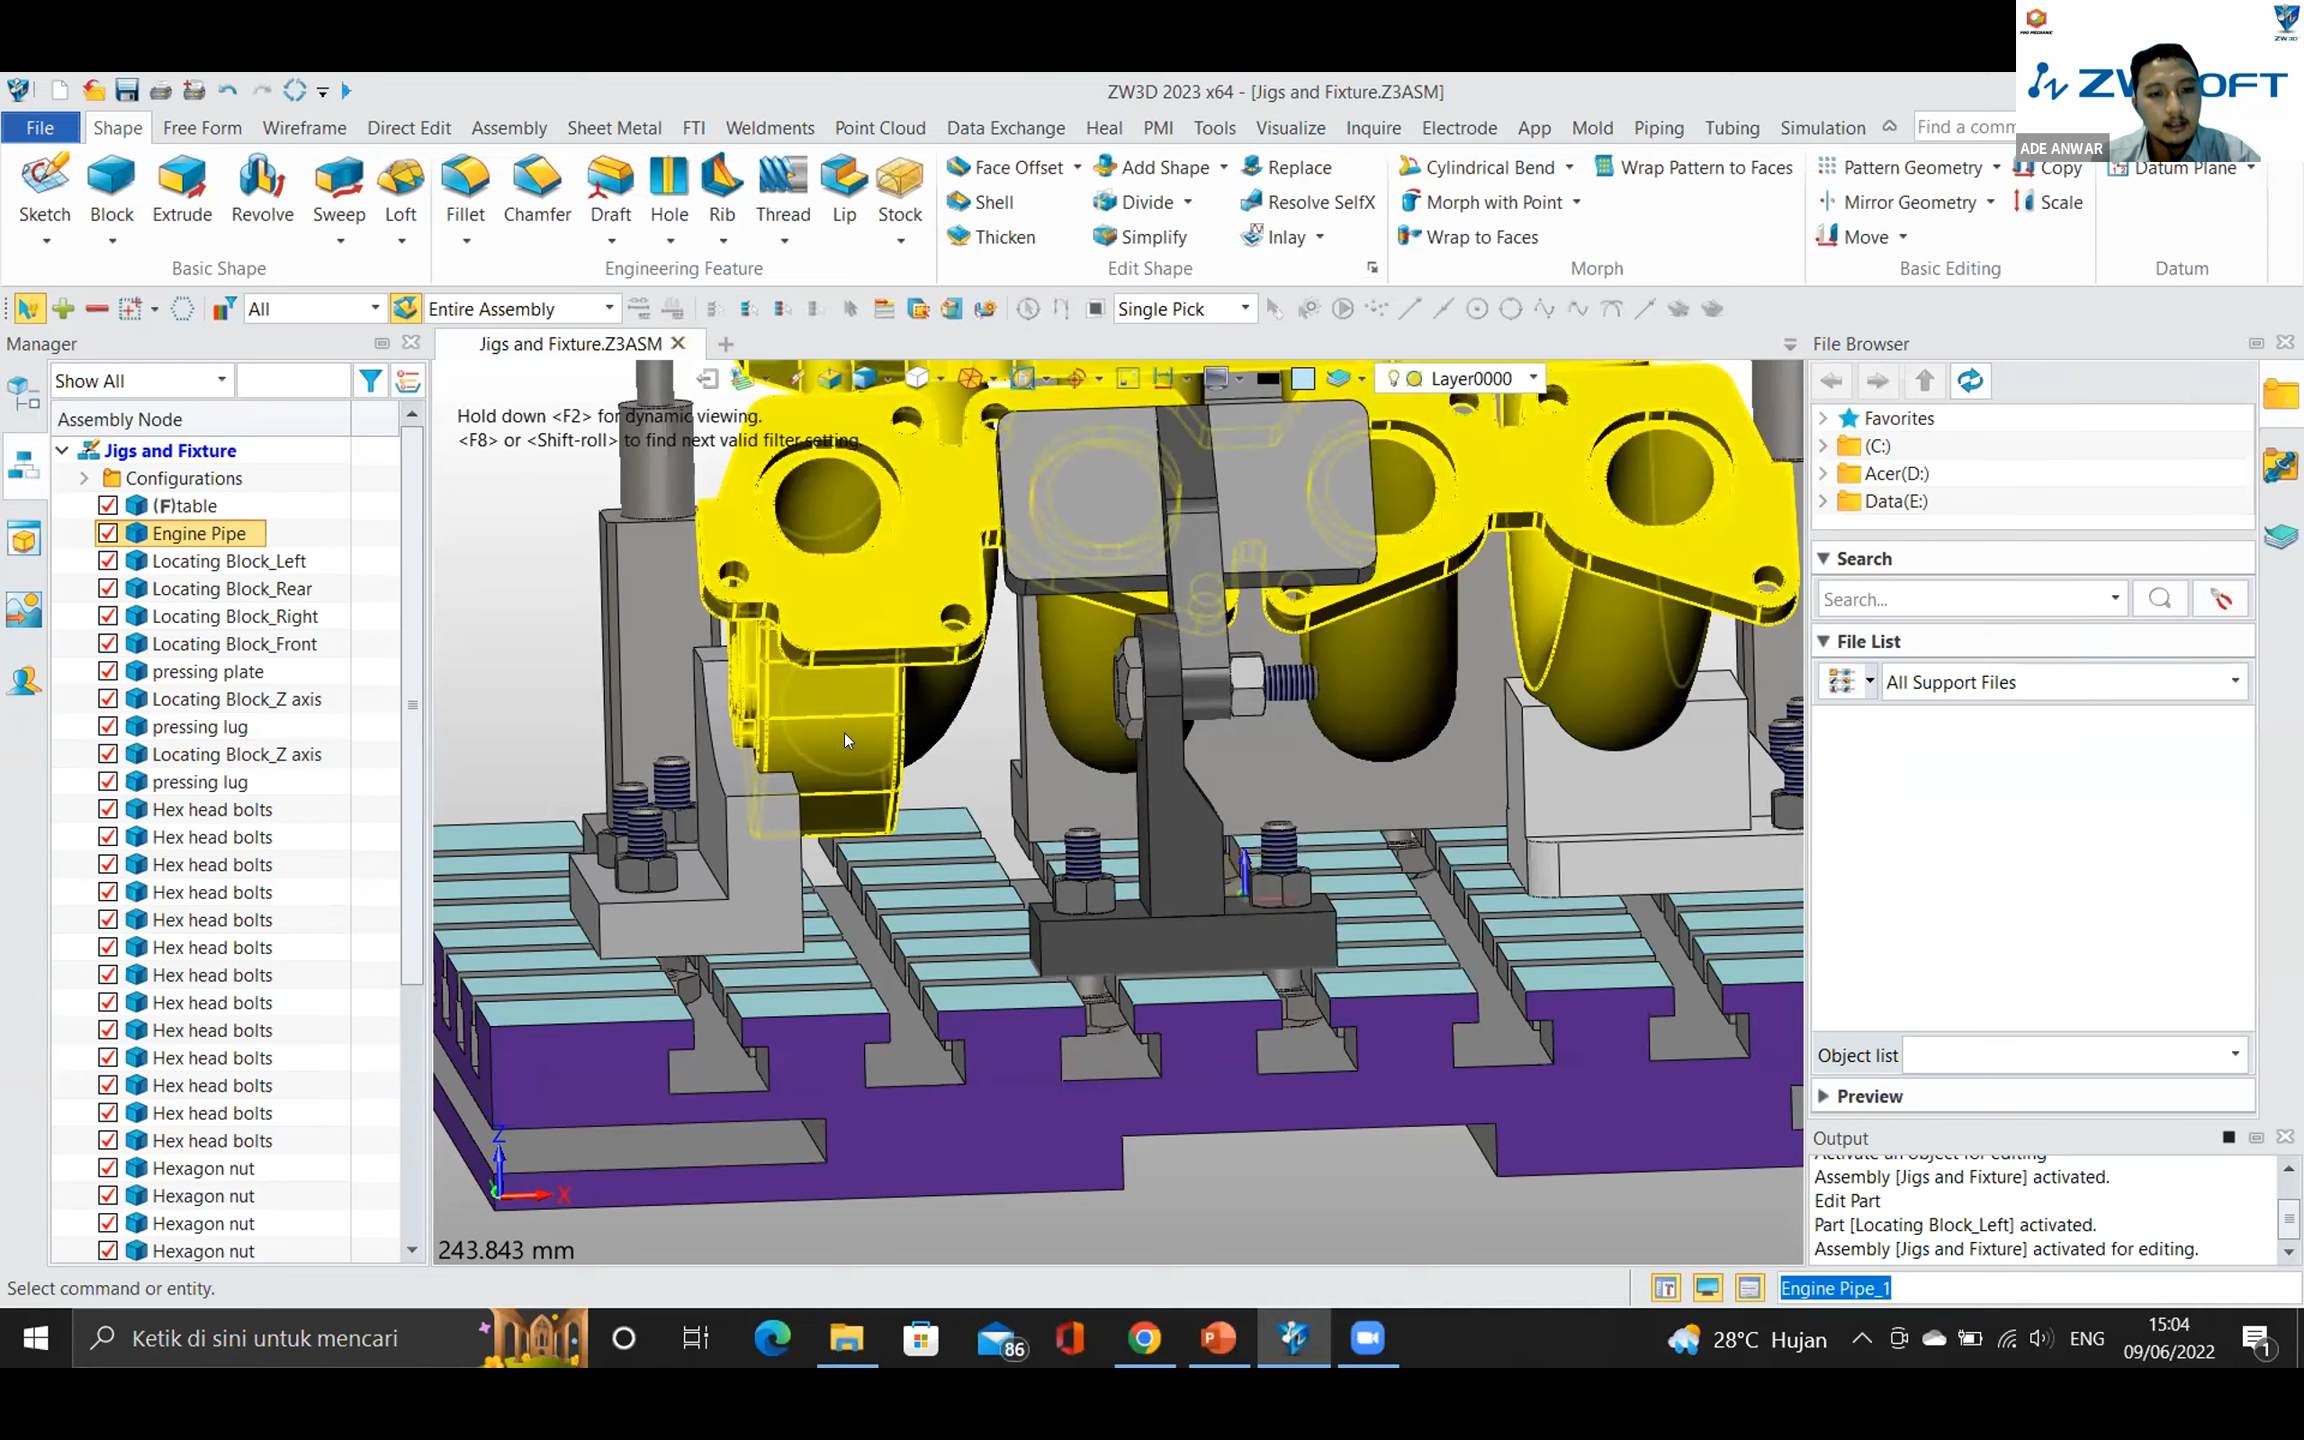 ZW3D 2023 x64 - [Jigs and Fixture.Z3ASM]
ADE ANWAR
File Shape Free Form Wireframe Direct Edit Assembly Sheet Metal FTI Weldments Point Cloud Data Exchange Heal PMI Tools Visualize Inquire Electrode App Mold Piping Tubing Simulation Find a comm
Sketch Block Extrude Revolve Sweep Loft Fillet Chamfer Draft Hole Rib Thread Lip Stock
Face Offset Add Shape Replace Cylindrical Bend Wrap Pattern to Faces Pattern Geometry Copy Datum Plane
Shell Divide Resolve SelfX Morph with Point Mirror Geometry Scale
Thicken Simplify Inlay Wrap to Faces Move
Basic Shape Engineering Feature Edit Shape Morph Basic Editing Datum
All Entire Assembly Single Pick
Manager
Jigs and Fixture.Z3ASM
File Browser
Show All
Layer0000
Assembly Node
Hold down <F2> for dynamic viewing.
<F8> or <Shift-roll> to find next valid filter setting.
Jigs and Fixture
Configurations
(F)table
Engine Pipe
Locating Block_Left
Locating Block_Rear
Locating Block_Right
Locating Block_Front
pressing plate
Locating Block_Z axis
pressing lug
Locating Block_Z axis
pressing lug
Hex head bolts
Hex head bolts
Hex head bolts
Hex head bolts
Hex head bolts
Hex head bolts
Hex head bolts
Hex head bolts
Hex head bolts
Hex head bolts
Hex head bolts
Hex head bolts
Hex head bolts
Hexagon nut
Hexagon nut
Hexagon nut
Hexagon nut
Z
X
243.843 mm
Favorites
(C:)
Acer(D:)
Data(E:)
Search
Search...
File List
All Support Files
Object list
Preview
Output
Activate an object for editing
Assembly [Jigs and Fixture] activated.
Edit Part
Part [Locating Block_Left] activated.
Assembly [Jigs and Fixture] activated for editing.
Select command or entity.
Engine Pipe_1
Ketik di sini untuk mencari
86
28°C Hujan
ENG
15:04
09/06/2022
1